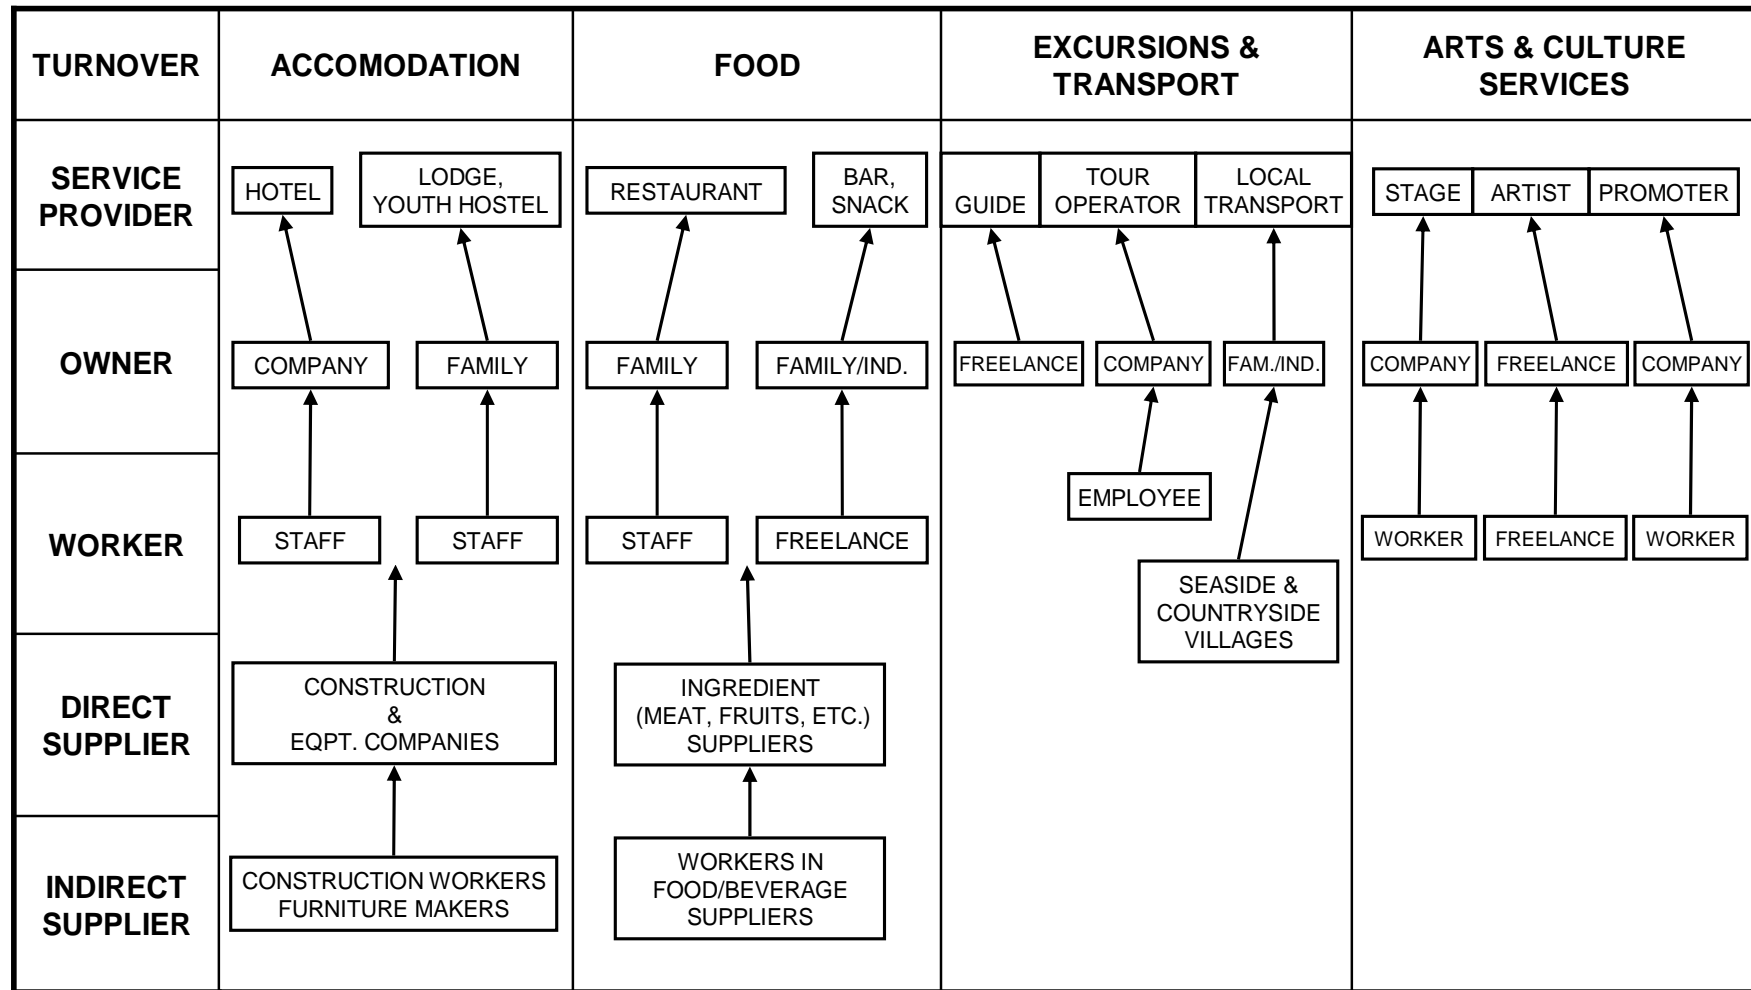 TURNOVER
ACCOMODATION
FOOD
EXCURSIONS &
TRANSPORT
ARTS & CULTURE
SERVICES
SERVICE
PROVIDER
HOTEL
LODGE,
YOUTH HOSTEL
RESTAURANT
BAR,
SNACK
GUIDE
TOUR
OPERATOR
LOCAL
TRANSPORT
STAGE
ARTIST
PROMOTER
OWNER
COMPANY
FAMILY
FAMILY
FAMILY/IND.
FREELANCE
COMPANY
FAM./IND.
COMPANY
FREELANCE
COMPANY
WORKER
STAFF
STAFF
STAFF
FREELANCE
EMPLOYEE
SEASIDE &
COUNTRYSIDE
VILLAGES
WORKER
FREELANCE
WORKER
DIRECT
SUPPLIER
CONSTRUCTION
&
EQPT. COMPANIES
INGREDIENT
(MEAT, FRUITS, ETC.)
SUPPLIERS
INDIRECT
SUPPLIER
CONSTRUCTION WORKERS
FURNITURE MAKERS
WORKERS IN
FOOD/BEVERAGE
SUPPLIERS